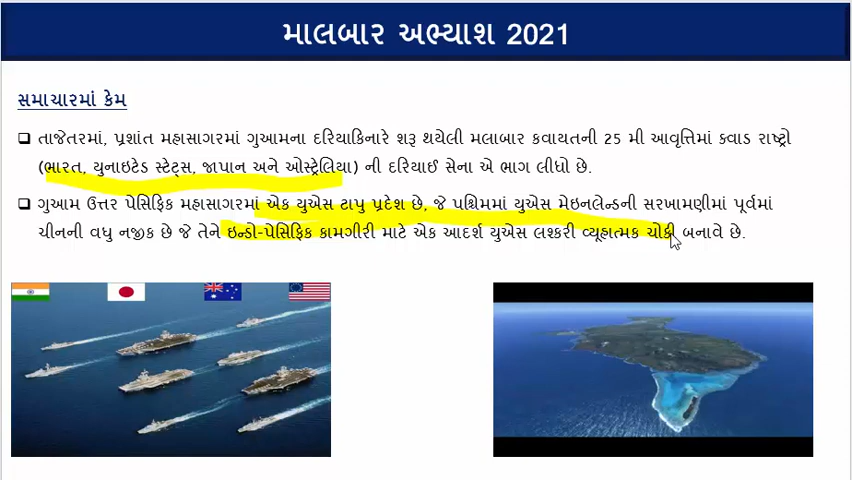 માલબાર અભ્યાશ 2021
સમાચારમાં કેમ
તાજેતરમાં, પ્રશાંત મહાસાગરમાં ગુઆમના દરિયાકિનારે શરૂ થયેલી મલાબાર કવાયતની 25 મી આવૃત્તિમાં ક્વાડ રાષ્ટ્રો
(ભારત, યુનાઇટેડ સ્ટેટ્સ, જાપાન અને ઓસ્ટ્રેલિયા) ની દરિયાઈ સેના એ ભાગ લીધો છે.
ગુઆમ ઉત્તર પેસિફિક મહાસાગરમાં એક યુએસ ટાપુ પ્રદેશ છે, જે પશ્ચિમમાં યુએસ મેઇનલેન્ડની સરખામણીમાં પૂર્વમાં
ચીનની વધુ નજીક છે જે તેને ઇન્ડો-પેસિફિક કામગીરી માટે એક આદર્શ યુએસ લશ્કરી વ્યૂહાત્મક ચોકી બનાવે છે.